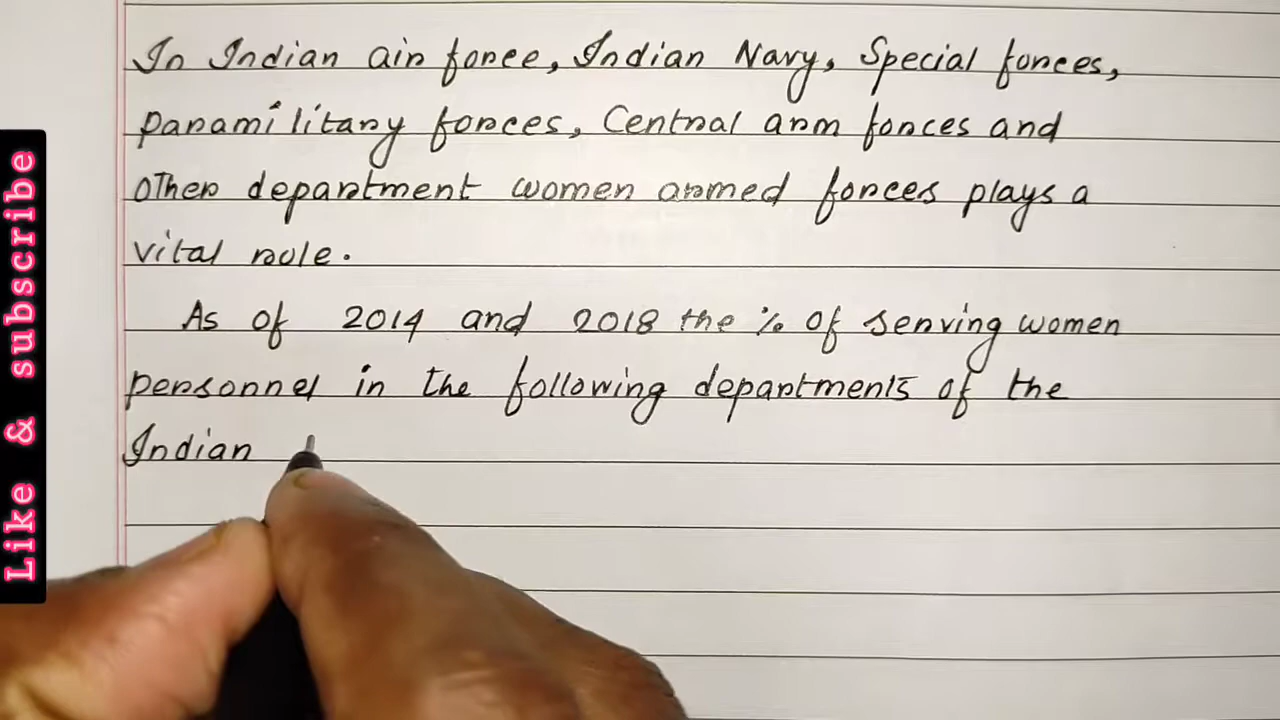 In Indian air force, Indian Navy, Special forces,
paramilitary forces, Central arm forces and
other department women armed forces plays a
vital role.
As of 2014 and 2018 the % of serving women
personnel in the following departments of the
Indian
Like & subscribe